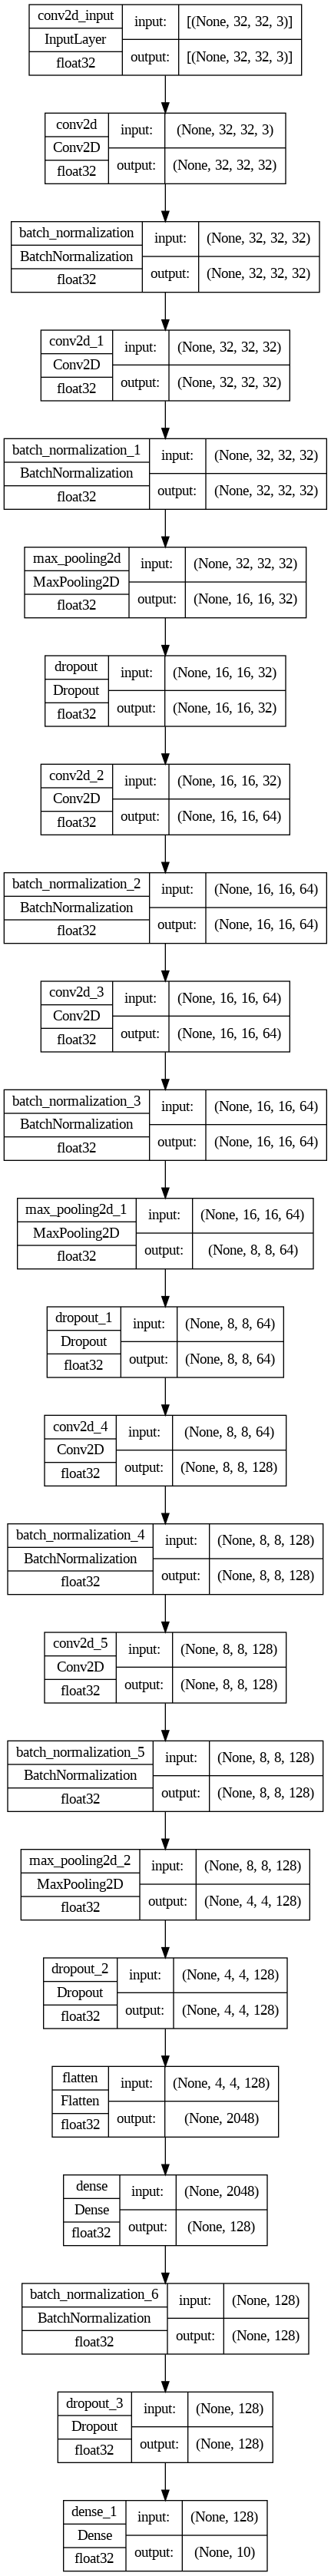 conv2d_input input: [(None, 32, 32, 3)]
InputLayer
float32 output: [(None, 32, 32, 3)]
conv2d input: (None, 32, 32, 3)
Conv2D
float32 output: (None, 32, 32, 32)
batch_normalization input: (None, 32, 32, 32)
BatchNormalization
float32 output: (None, 32, 32, 32)
conv2d_1 input: (None, 32, 32, 32)
Conv2D
float32 output: (None, 32, 32, 32)
batch_normalization_1 input: (None, 32, 32, 32)
BatchNormalization
float32 output: (None, 32, 32, 32)
max_pooling2d input: (None, 32, 32, 32)
MaxPooling2D
float32 output: (None, 16, 16, 32)
dropout input: (None, 16, 16, 32)
Dropout
float32 output: (None, 16, 16, 32)
conv2d_2 input: (None, 16, 16, 32)
Conv2D
float32 output: (None, 16, 16, 64)
batch_normalization_2 input: (None, 16, 16, 64)
BatchNormalization
float32 output: (None, 16, 16, 64)
conv2d_3 input: (None, 16, 16, 64)
Conv2D
float32 output: (None, 16, 16, 64)
batch_normalization_3 input: (None, 16, 16, 64)
BatchNormalization
float32 output: (None, 16, 16, 64)
max_pooling2d_1 input: (None, 16, 16, 64)
MaxPooling2D
float32 output: (None, 8, 8, 64)
dropout_1 input: (None, 8, 8, 64)
Dropout
float32 output: (None, 8, 8, 64)
conv2d_4 input: (None, 8, 8, 64)
Conv2D
float32 output: (None, 8, 8, 128)
batch_normalization_4 input: (None, 8, 8, 128)
BatchNormalization
float32 output: (None, 8, 8, 128)
conv2d_5 input: (None, 8, 8, 128)
Conv2D
float32 output: (None, 8, 8, 128)
batch_normalization_5 input: (None, 8, 8, 128)
BatchNormalization
float32 output: (None, 8, 8, 128)
max_pooling2d_2 input: (None, 8, 8, 128)
MaxPooling2D
float32 output: (None, 4, 4, 128)
dropout_2 input: (None, 4, 4, 128)
Dropout
float32 output: (None, 4, 4, 128)
flatten input: (None, 4, 4, 128)
Flatten
float32 output: (None, 2048)
dense input: (None, 2048)
Dense
float32 output: (None, 128)
batch_normalization_6 input: (None, 128)
BatchNormalization
float32 output: (None, 128)
dropout_3 input: (None, 128)
Dropout
float32 output: (None, 128)
dense_1 input: (None, 128)
Dense
float32 output: (None, 10)